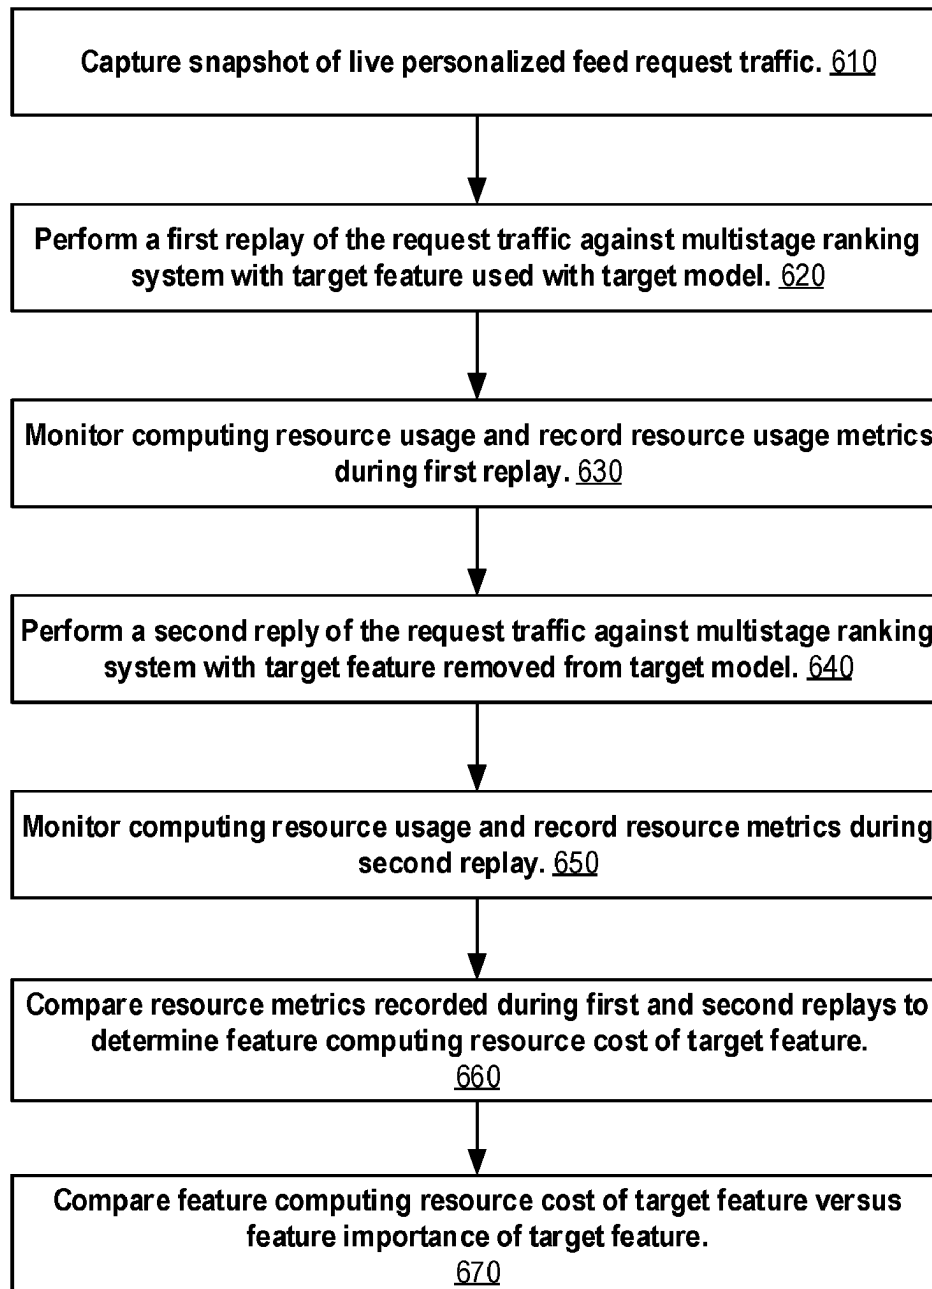 Capture snapshot of live personalized feed request traffic. 610
Perform a first replay of the request traffic against multistage ranking
system with target feature used with target model. 620
Monitor computing resource usage and record resource usage metrics
during first replay. 630
Perform a second reply of the request traffic against multistage ranking
system with target feature removed from target model. 640
Monitor computing resource usage and record resource metrics during
second replay. 650
Compare resource metrics recorded during first and second replays to
determine feature computing resource cost of target feature.
660
Compare feature computing resource cost of target feature versus
feature importance of target feature.
670